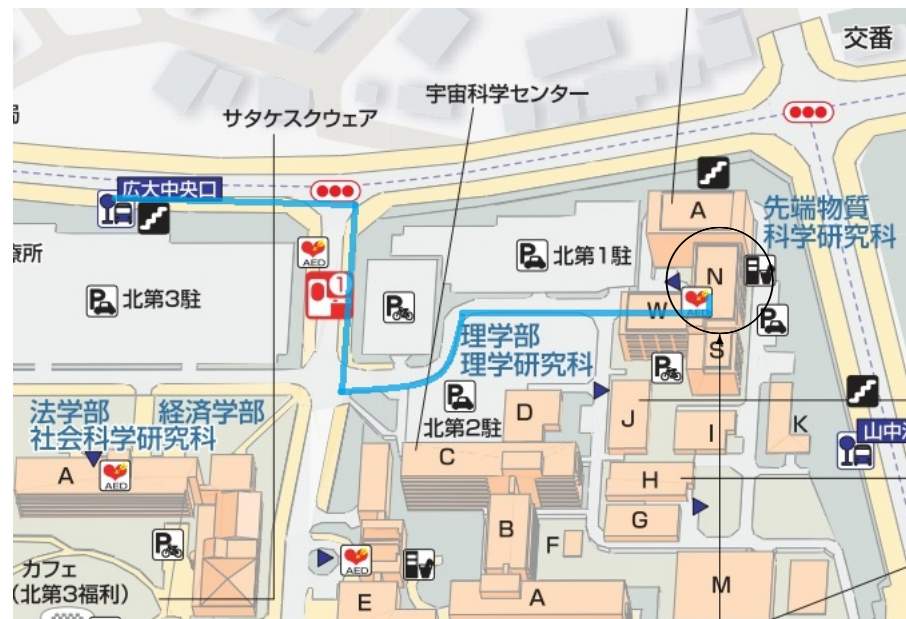 交番
宇宙科学センター
局
サタケスクウェア
広大中央口
A
先端物質
科学研究科
療所
AED
P
北第1駐
N
P
北第3駐
1
P
W
AED
P
理学部
理学研究科
S
P
P
D
J
I
K
法学部
経済学部
社会科学研究科
北第2駐
山中
A
AED
C
H
G
B
P
F
AED
カフェ
(北第3福利)
E
A
M